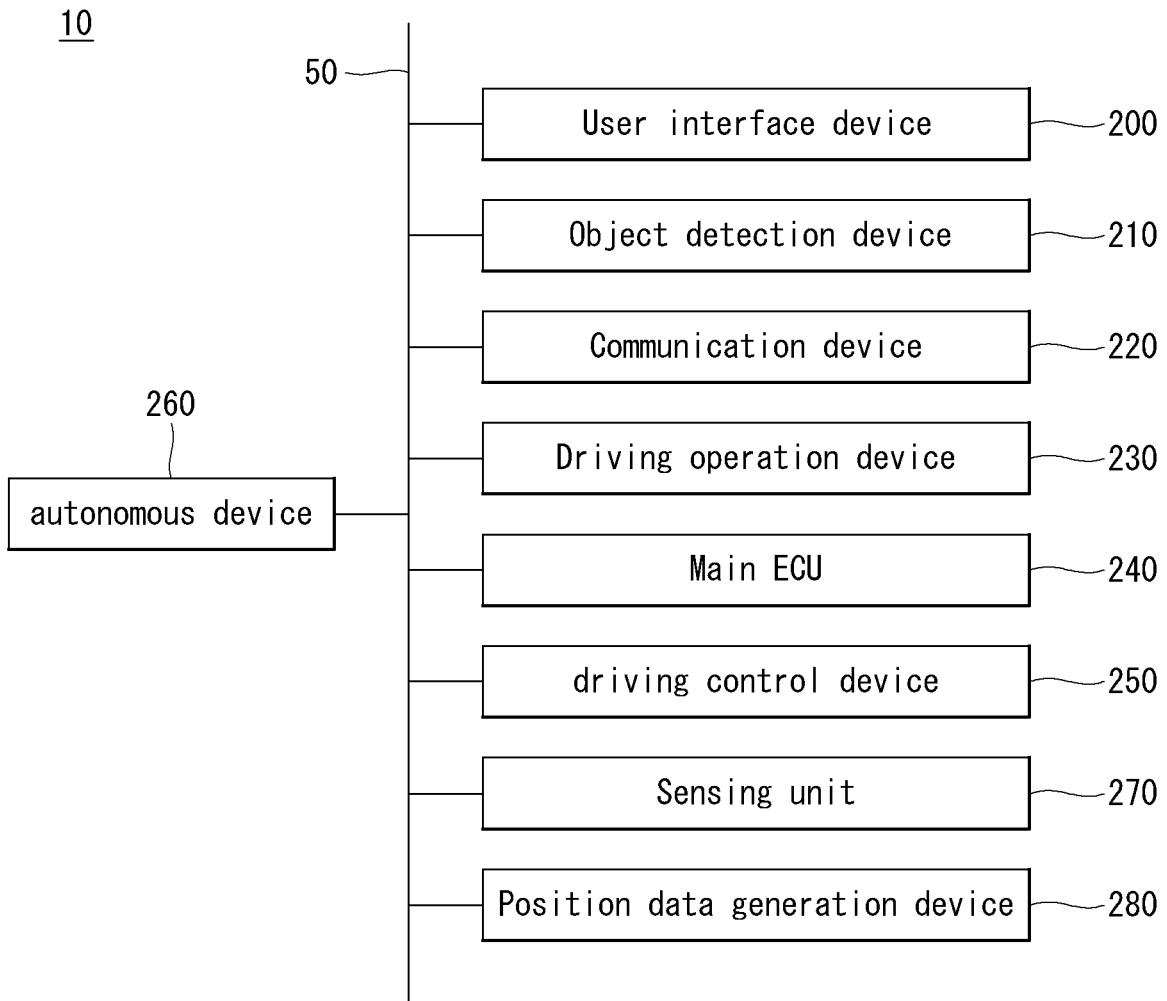 10
50
User interface device
200
Object detection device
210
Communication device
220
260
Driving operation device
230
autonomous device
Main ECU
240
driving control device
250
Sensing unit
270
Position data generation device
280